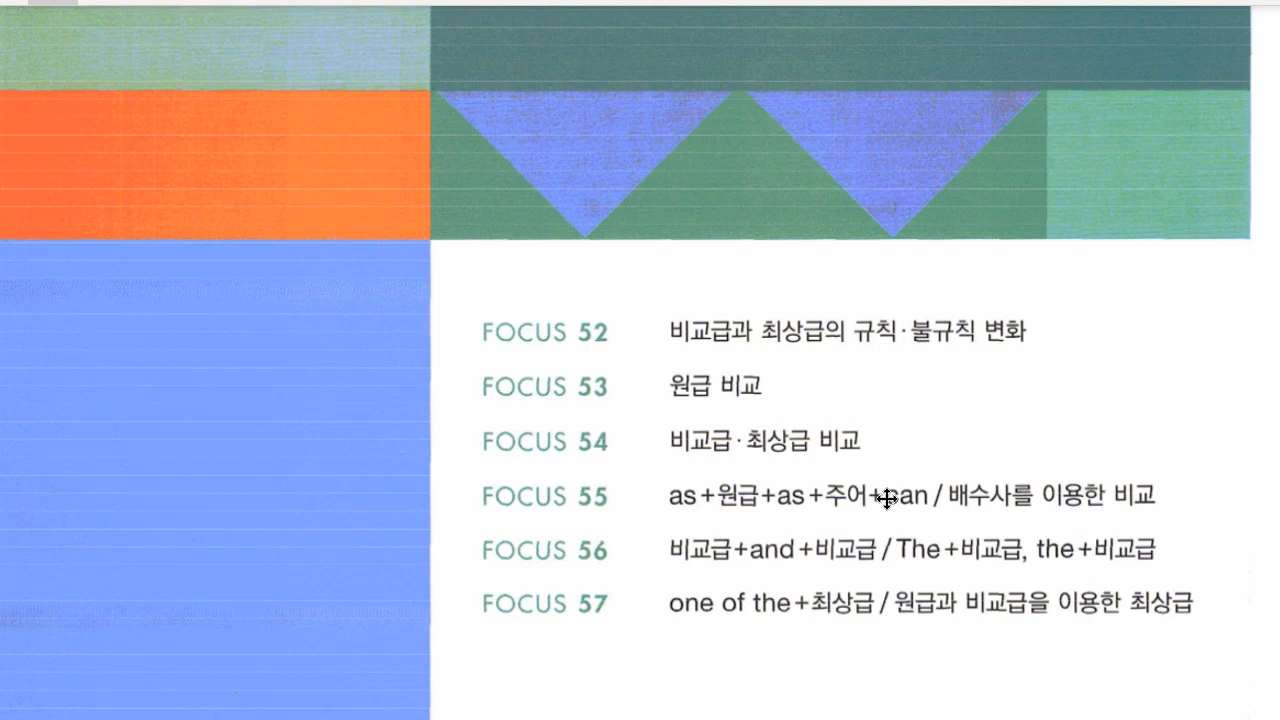 FOCUS 52 비교급과 최상급의 규칙·불규칙 변화
FOCUS 53 원급 비교
FOCUS 54 비교급·최상급 비교
FOCUS 55 as+원급+as+주어+can/배수사를 이용한 비교
FOCUS 56 비교급+and+비교급/The+비교급, the+비교급
FOCUS 57 one of the+최상급/원급과 비교급을 이용한 최상급